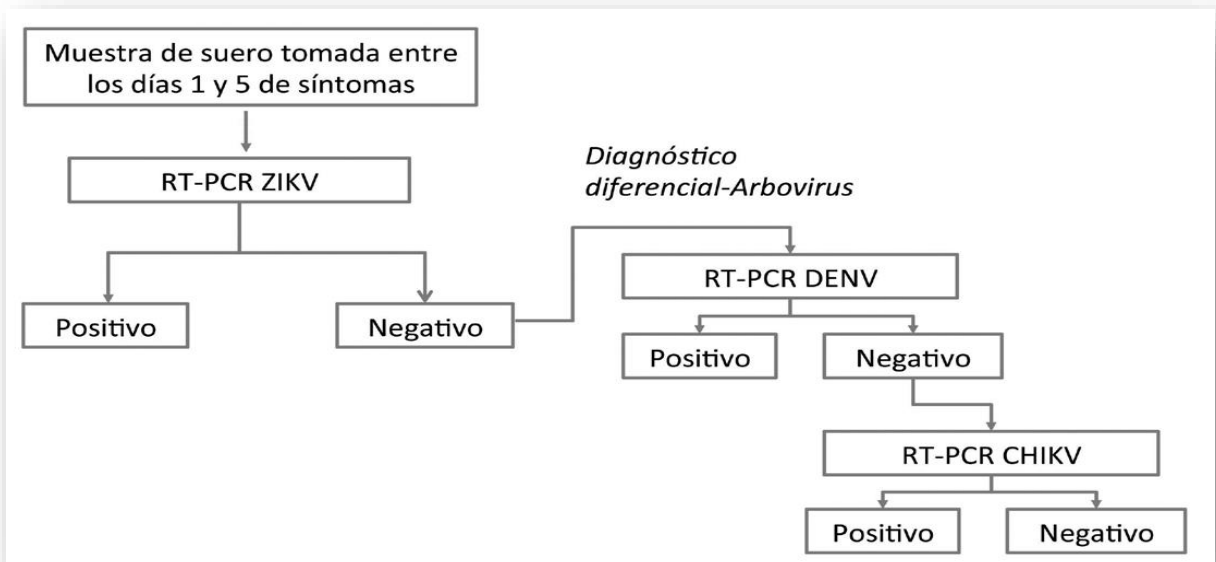 Muestra de suero tomada entre
los días 1 y 5 de síntomas
RT-PCR ZIKV
Positivo
Negativo
Diagnóstico
diferencial-Arbovirus
RT-PCR DENV
Positivo
Negativo
RT-PCR CHIKV
Positivo
Negativo